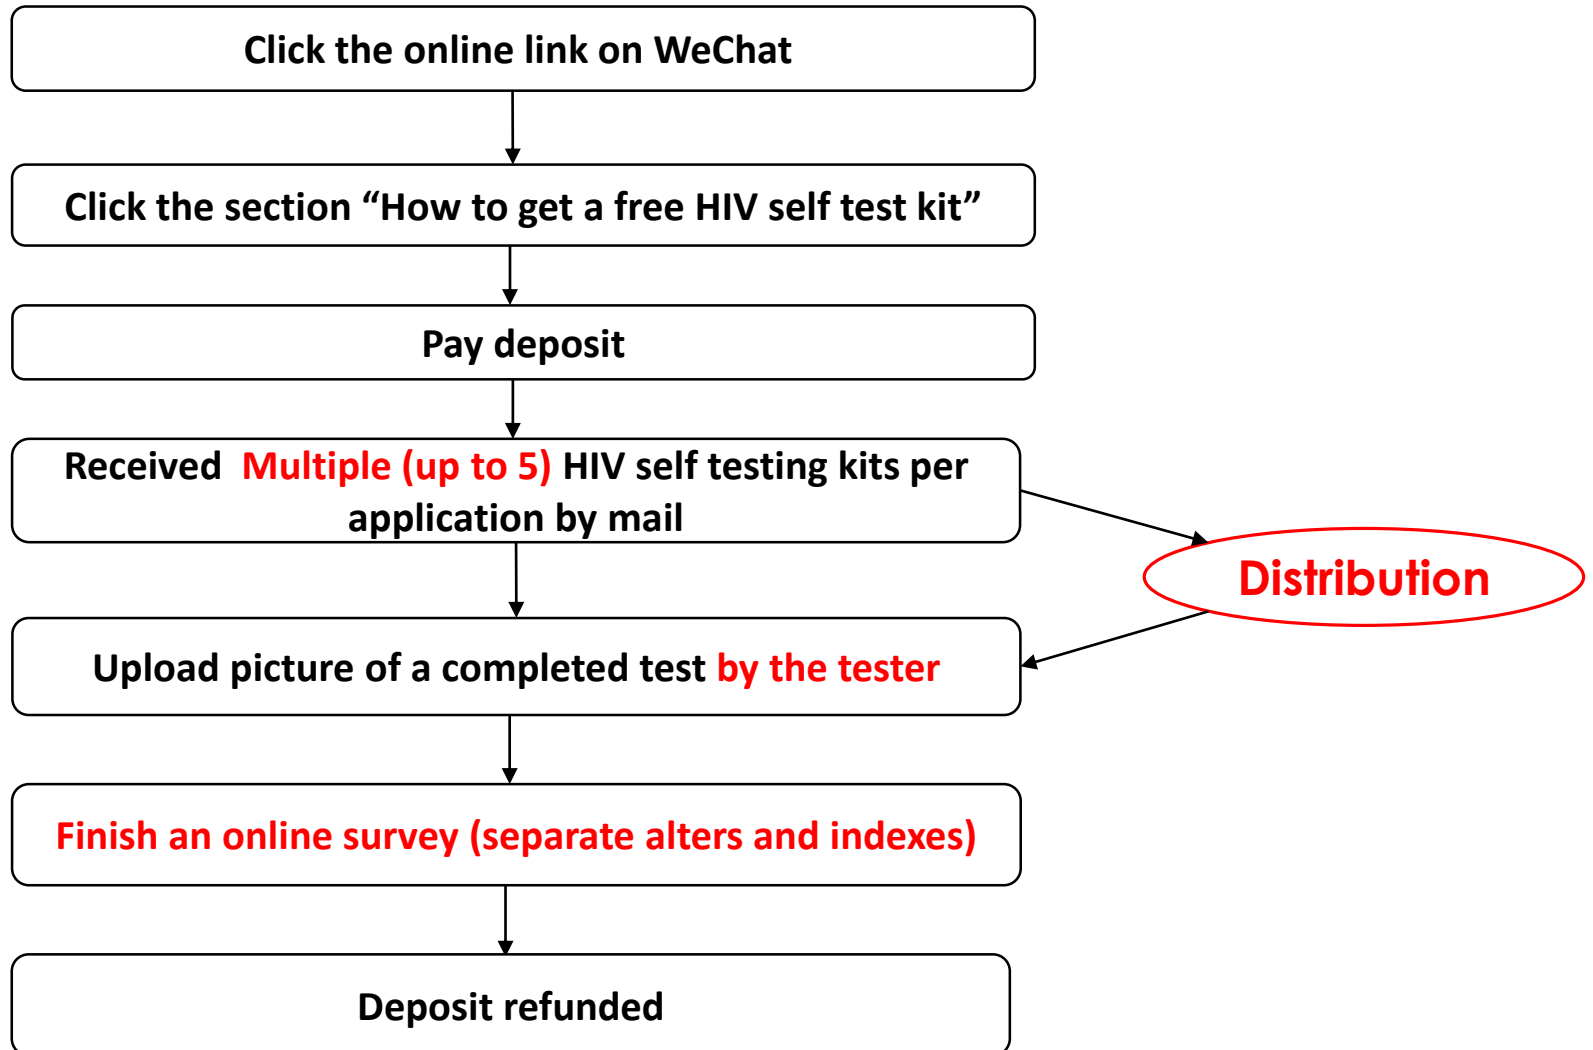 Click the online link on WeChat
Click the section “How to get a free HIV self test kit”
Pay deposit
Received Multiple (up to 5) HIV self testing kits per
application by mail
Distribution
Upload picture of a completed test by the tester
Finish an online survey (separate alters and indexes)
Deposit refunded